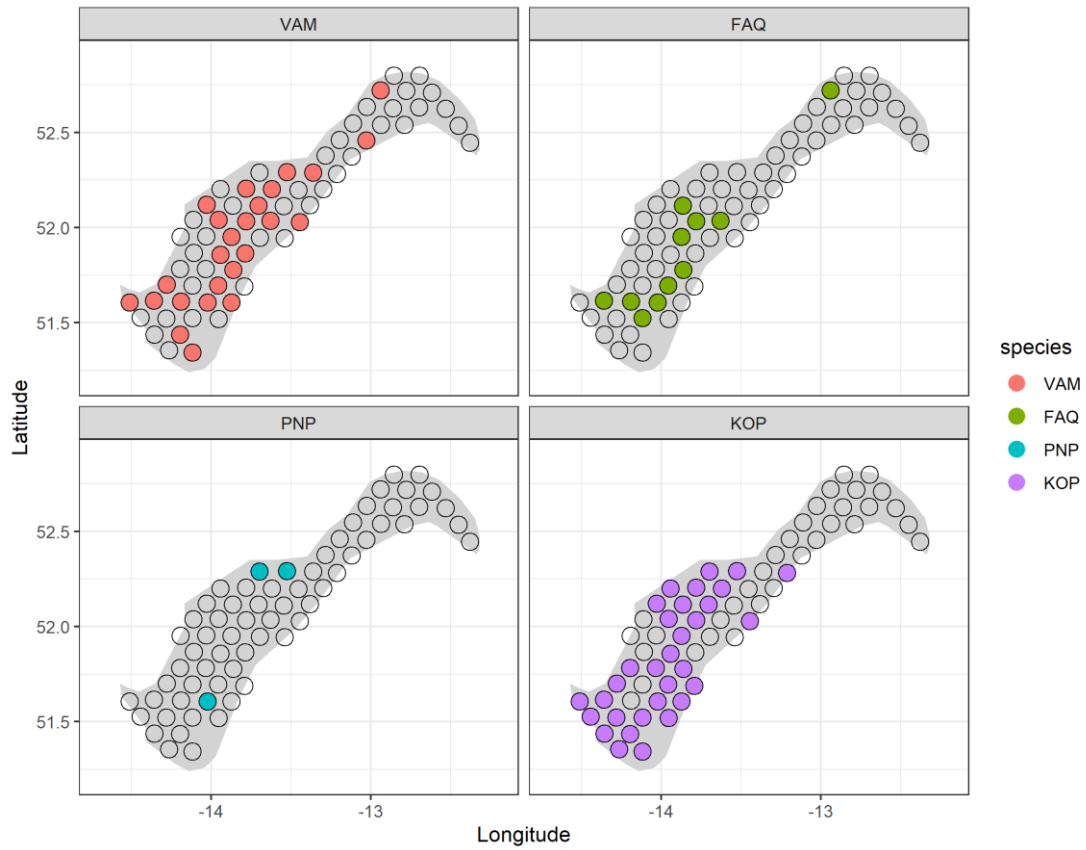 VAM
FAQ
52.5
52.0
51.5
PNP
KOP
52.5
52.0
51.5
-14
-13
-14
-13
Longitude
Latitude
species
VAM
FAQ
PNP
KOP